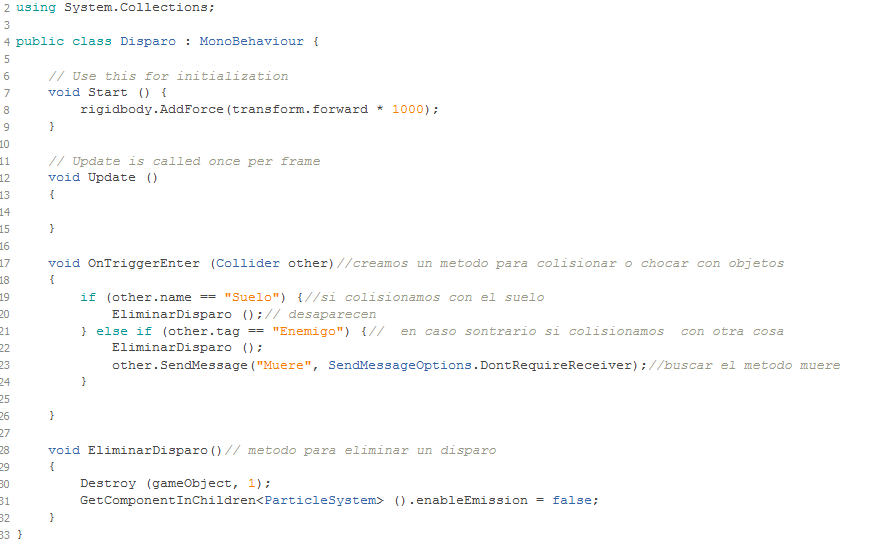 2 using System.Collections;
3
4 public class Disparo : MonoBehaviour {
5
6     // Use this for initialization
7     void Start () {
8         rigidbody.AddForce(transform.forward * 1000);
9     }
10
11     // Update is called once per frame
12     void Update ()
13     {
14
15     }
16
17     void OnTriggerEnter (Collider other)//creamos un metodo para colisionar o chocar con objetos
18     {
19         if (other.name == "Suelo") {//si colisionamos con el suelo
20             EliminarDisparo ();// desaparecen
21         } else if (other.tag == "Enemigo") {//  en caso sontrario si colisionamos  con otra cosa
22             EliminarDisparo ();
23             other.SendMessage("Muere", SendMessageOptions.DontRequireReceiver);//buscar el metodo muere
24         }
25
26     }
27
28     void EliminarDisparo()// metodo para eliminar un disparo
29     {
30         Destroy (gameObject, 1);
31         GetComponentInChildren<ParticleSystem> ().enableEmission = false;
32     }
33 }